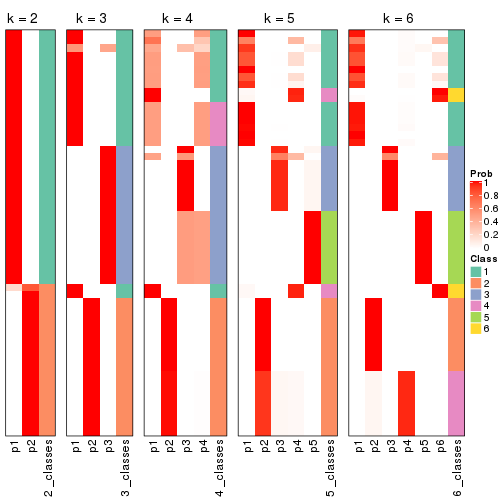 k = 2
k = 3
k = 4
k = 5
k = 6
Prob
1
0.8
0.6
0.4
0.2
0
Class
1
2
3
4
5
6
p1
p2
2_classes
p1
p2
p3
3_classes
p1
p2
p3
p4
4_classes
p1
p2
p3
p4
p5
5_classes
p1
p2
p3
p4
p5
p6
6_classes